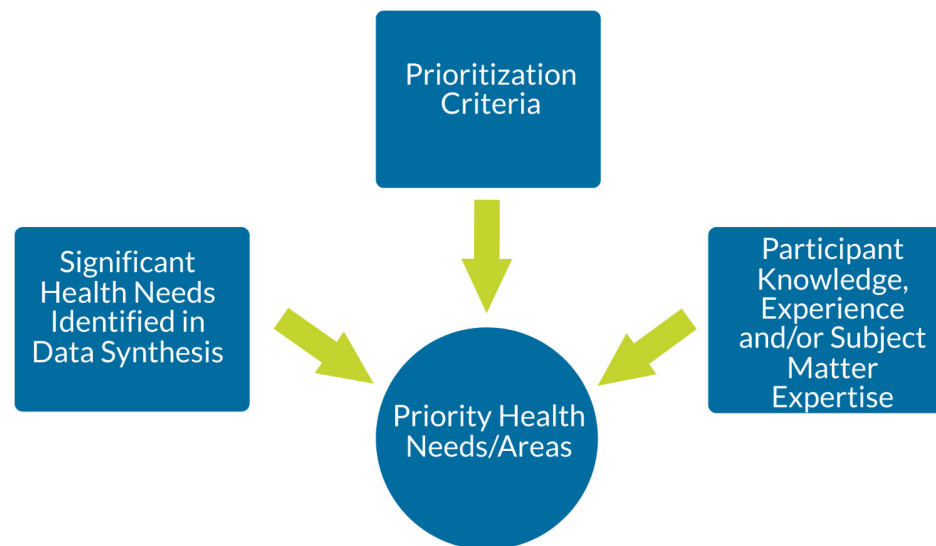 Prioritization
Criteria
Significant
Health Needs
Identified in
Data Synthesis
Participant
Knowledge,
Experience
and/or Subject
Matter
Expertise
Priority Health
Needs/Areas